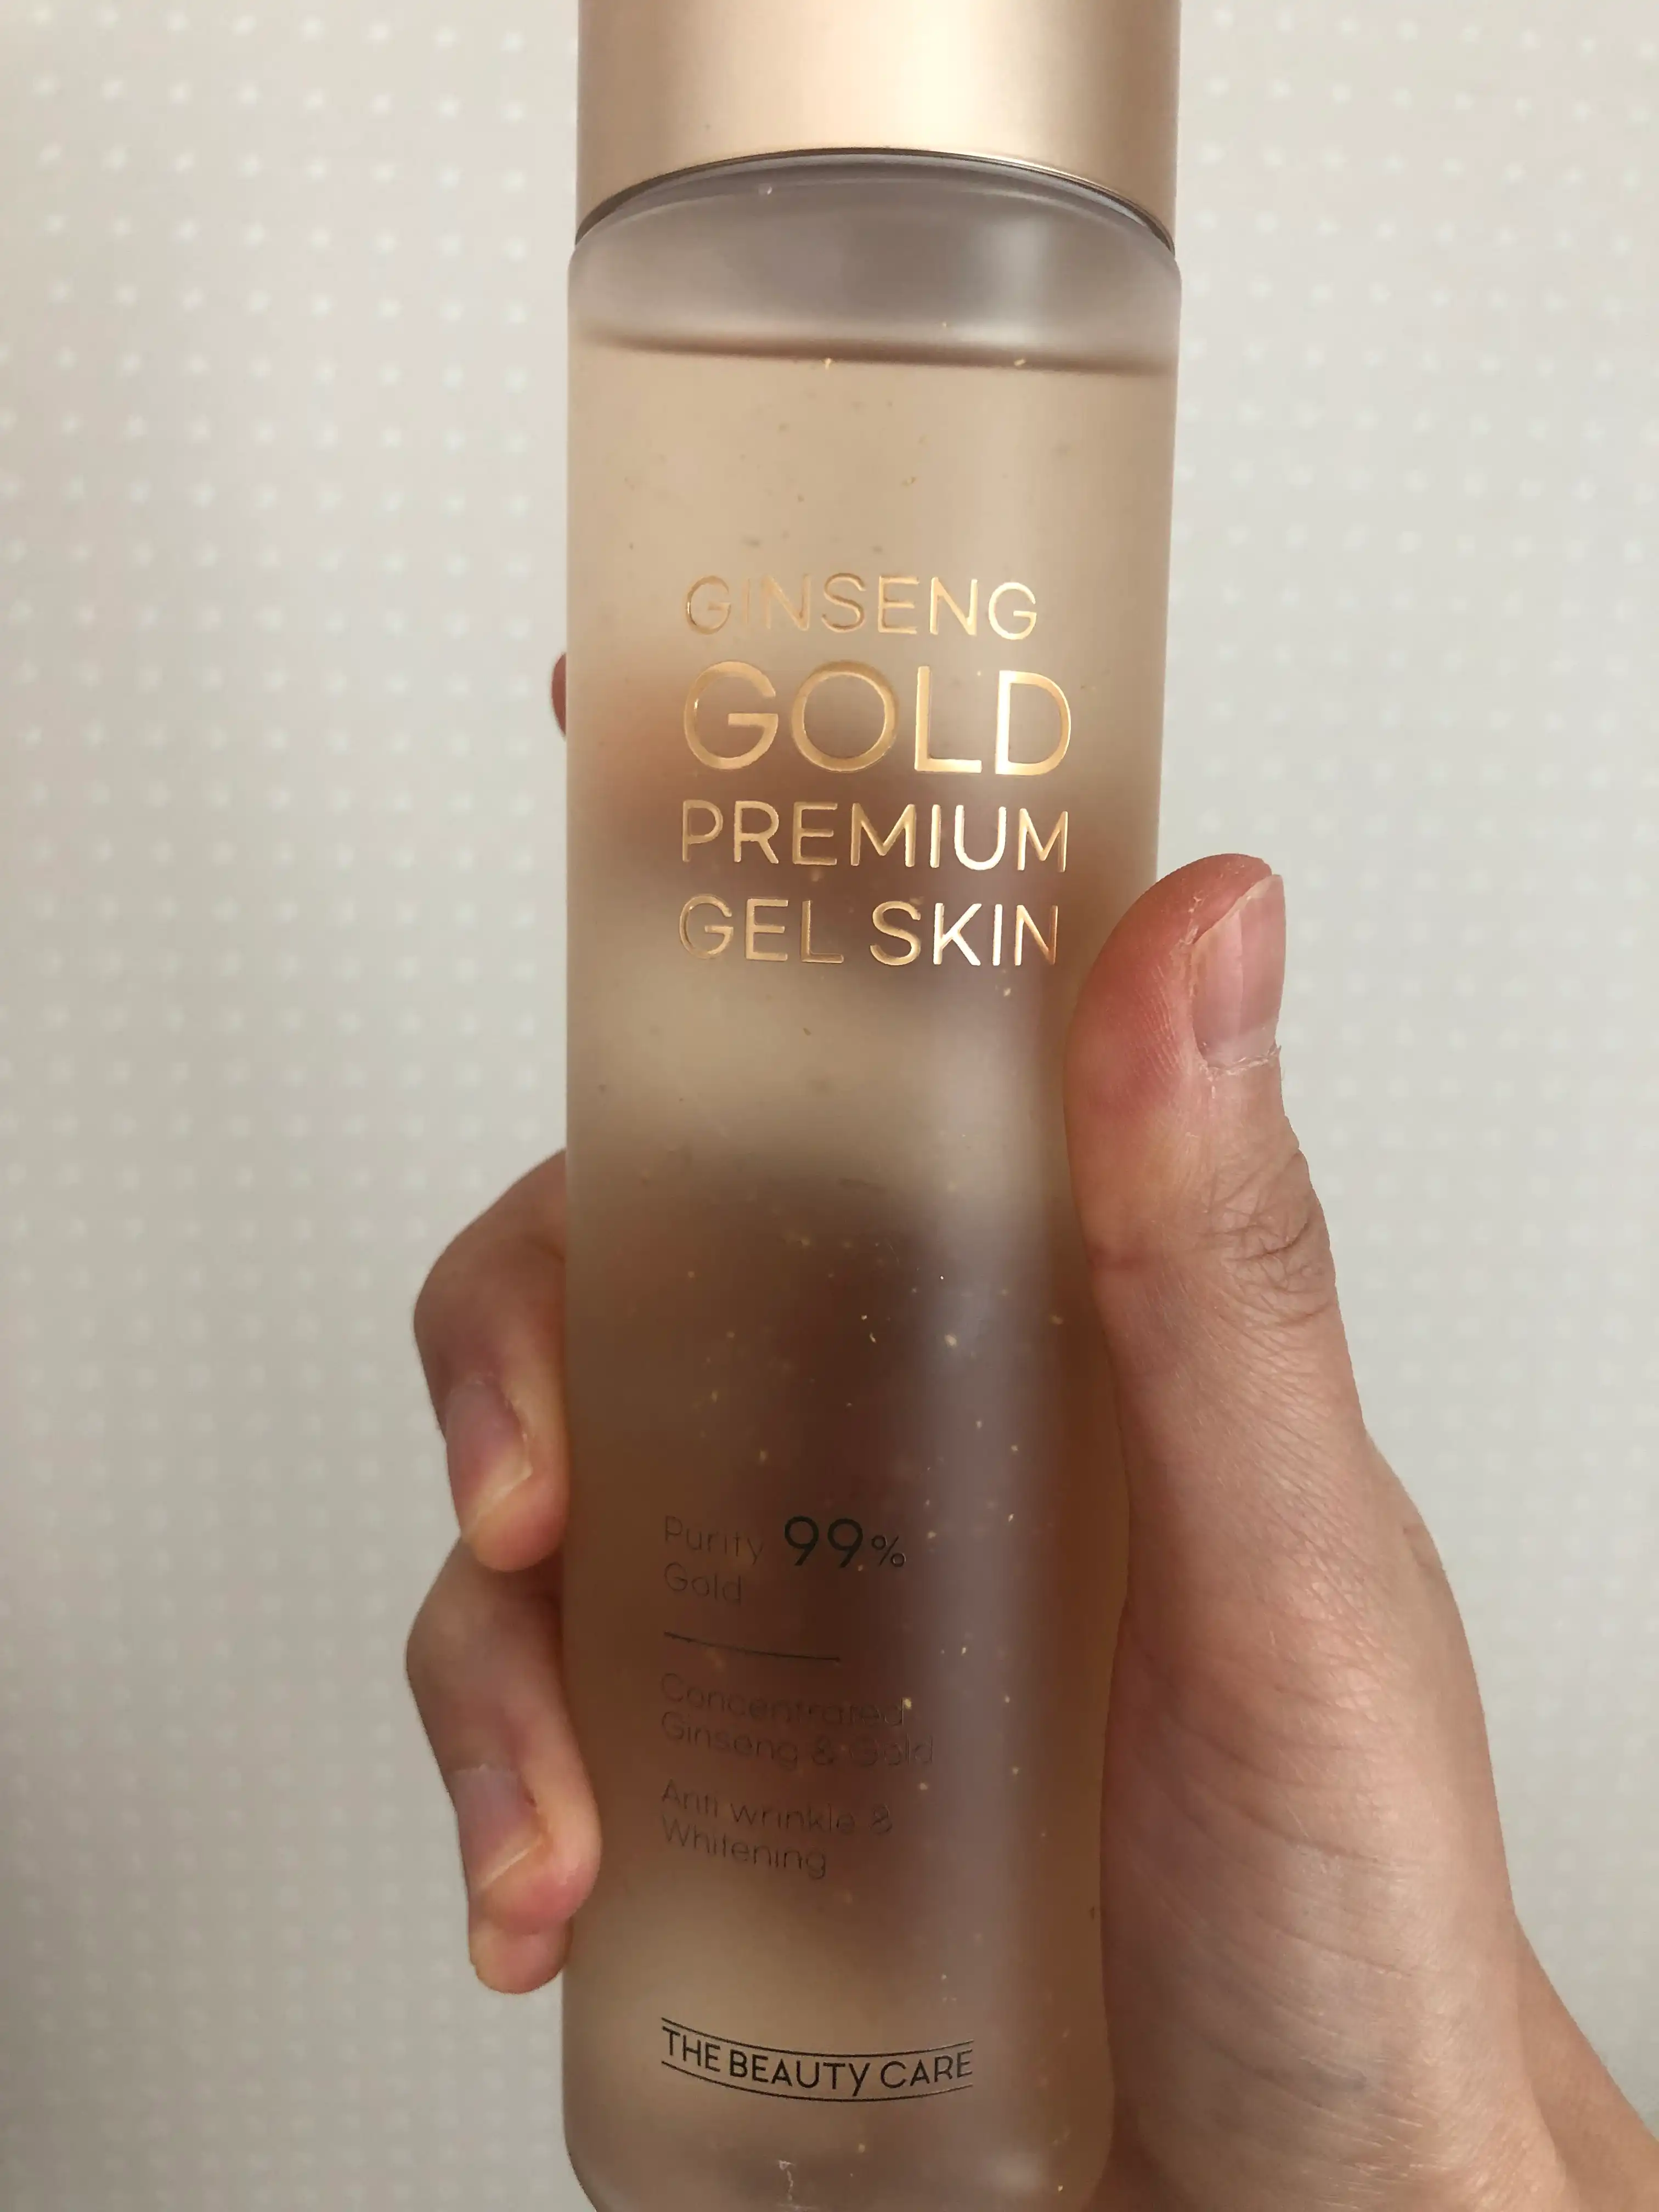 GINSENG
GOLD
PREMIUM
GEL SKIN
Purity 99%
Gold
Concentrated
Ginseng & Gold
Anti wrinkle &
Whitening
THE BEAUTY CARE